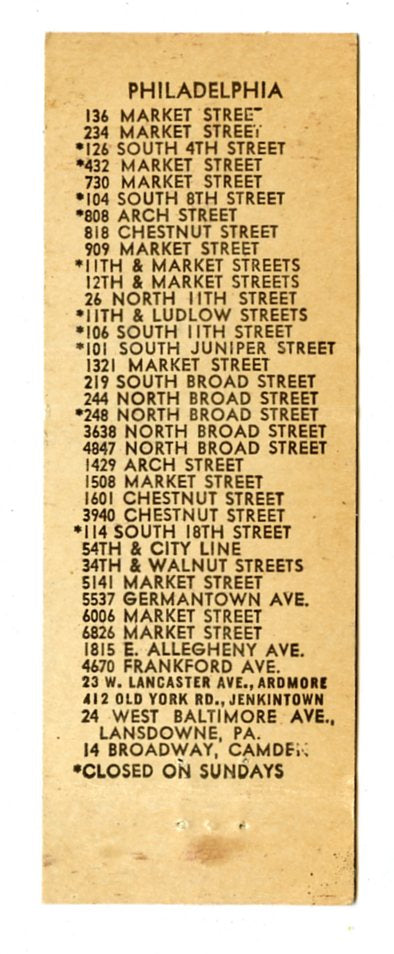 PHILADELPHIA
136 MARKET STREET
234 MARKET STREET
*126 SOUTH 4TH STREET
*432 MARKET STREET
730 MARKET STREET
*104 SOUTH 8TH STREET
*808 ARCH STREET
818 CHESTNUT STREET
909 MARKET STREET
*11TH & MARKET STREETS
12TH & MARKET STREETS
26 NORTH 11TH STREET
*11TH & LUDLOW STREETS
*106 SOUTH 11TH STREET
*101 SOUTH JUNIPER STREET
1321 MARKET STREET
219 SOUTH BROAD STREET
244 NORTH BROAD STREET
*248 NORTH BROAD STREET
3638 NORTH BROAD STREET
4847 NORTH BROAD STREET
1429 ARCH STREET
1508 MARKET STREET
1601 CHESTNUT STREET
3940 CHESTNUT STREET
*114 SOUTH 18TH STREET
54TH & CITY LINE
34TH & WALNUT STREETS
5141 MARKET STREET
5537 GERMANTOWN AVE.
6006 MARKET STREET
6826 MARKET STREET
1815 E. ALLEGHENY AVE.
4670 FRANKFORD AVE.
23 W. LANCASTER AVE., ARDMORE
412 OLD YORK RD., JENKINTOWN
24 WEST BALTIMORE AVE.,
LANSDOWNE, PA.
14 BROADWAY, CAMDEN
*CLOSED ON SUNDAYS